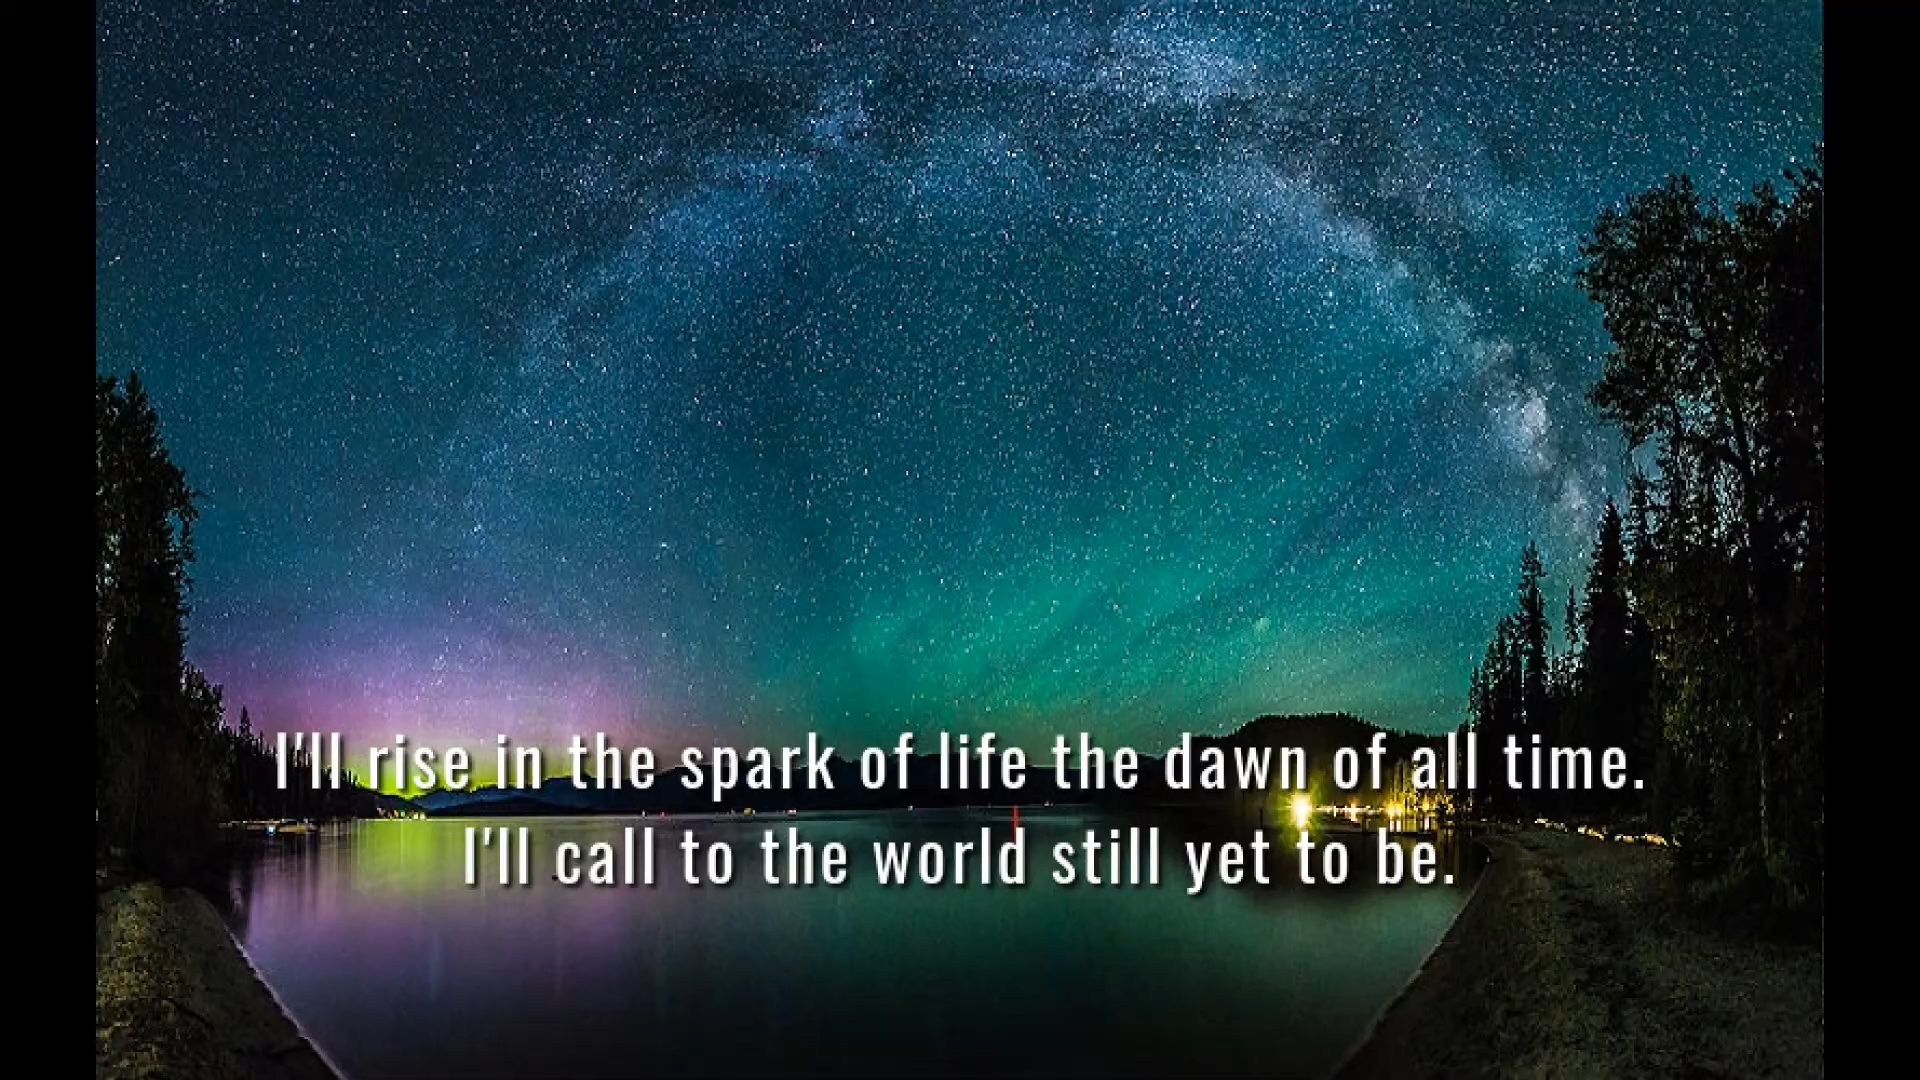 I'll rise in the spark of life the dawn of all time.
I'll call to the world still yet to be.